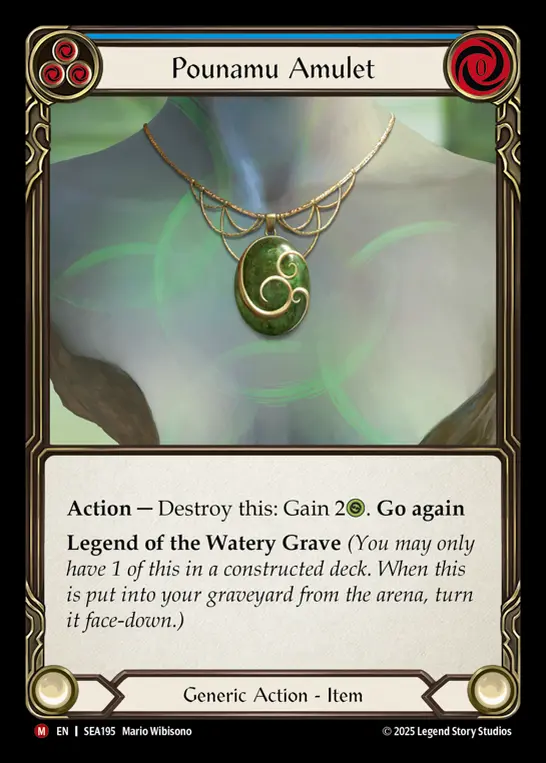 Pounamu Amulet
0
Action — Destroy this: Gain 2. Go again
Legend of the Watery Grave (You may only
have 1 of this in a constructed deck. When this
is put into your graveyard from the arena, turn
it face-down.)
Generic Action - Item
M EN | SEA195 Mario Wibisono
© 2025 Legend Story Studios